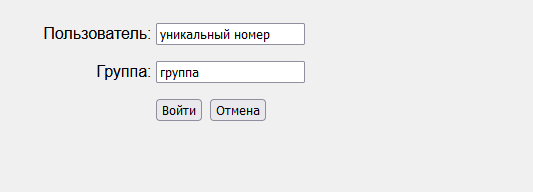 Пользователь: уникальный номер
Группа: группа
Войти Отмена